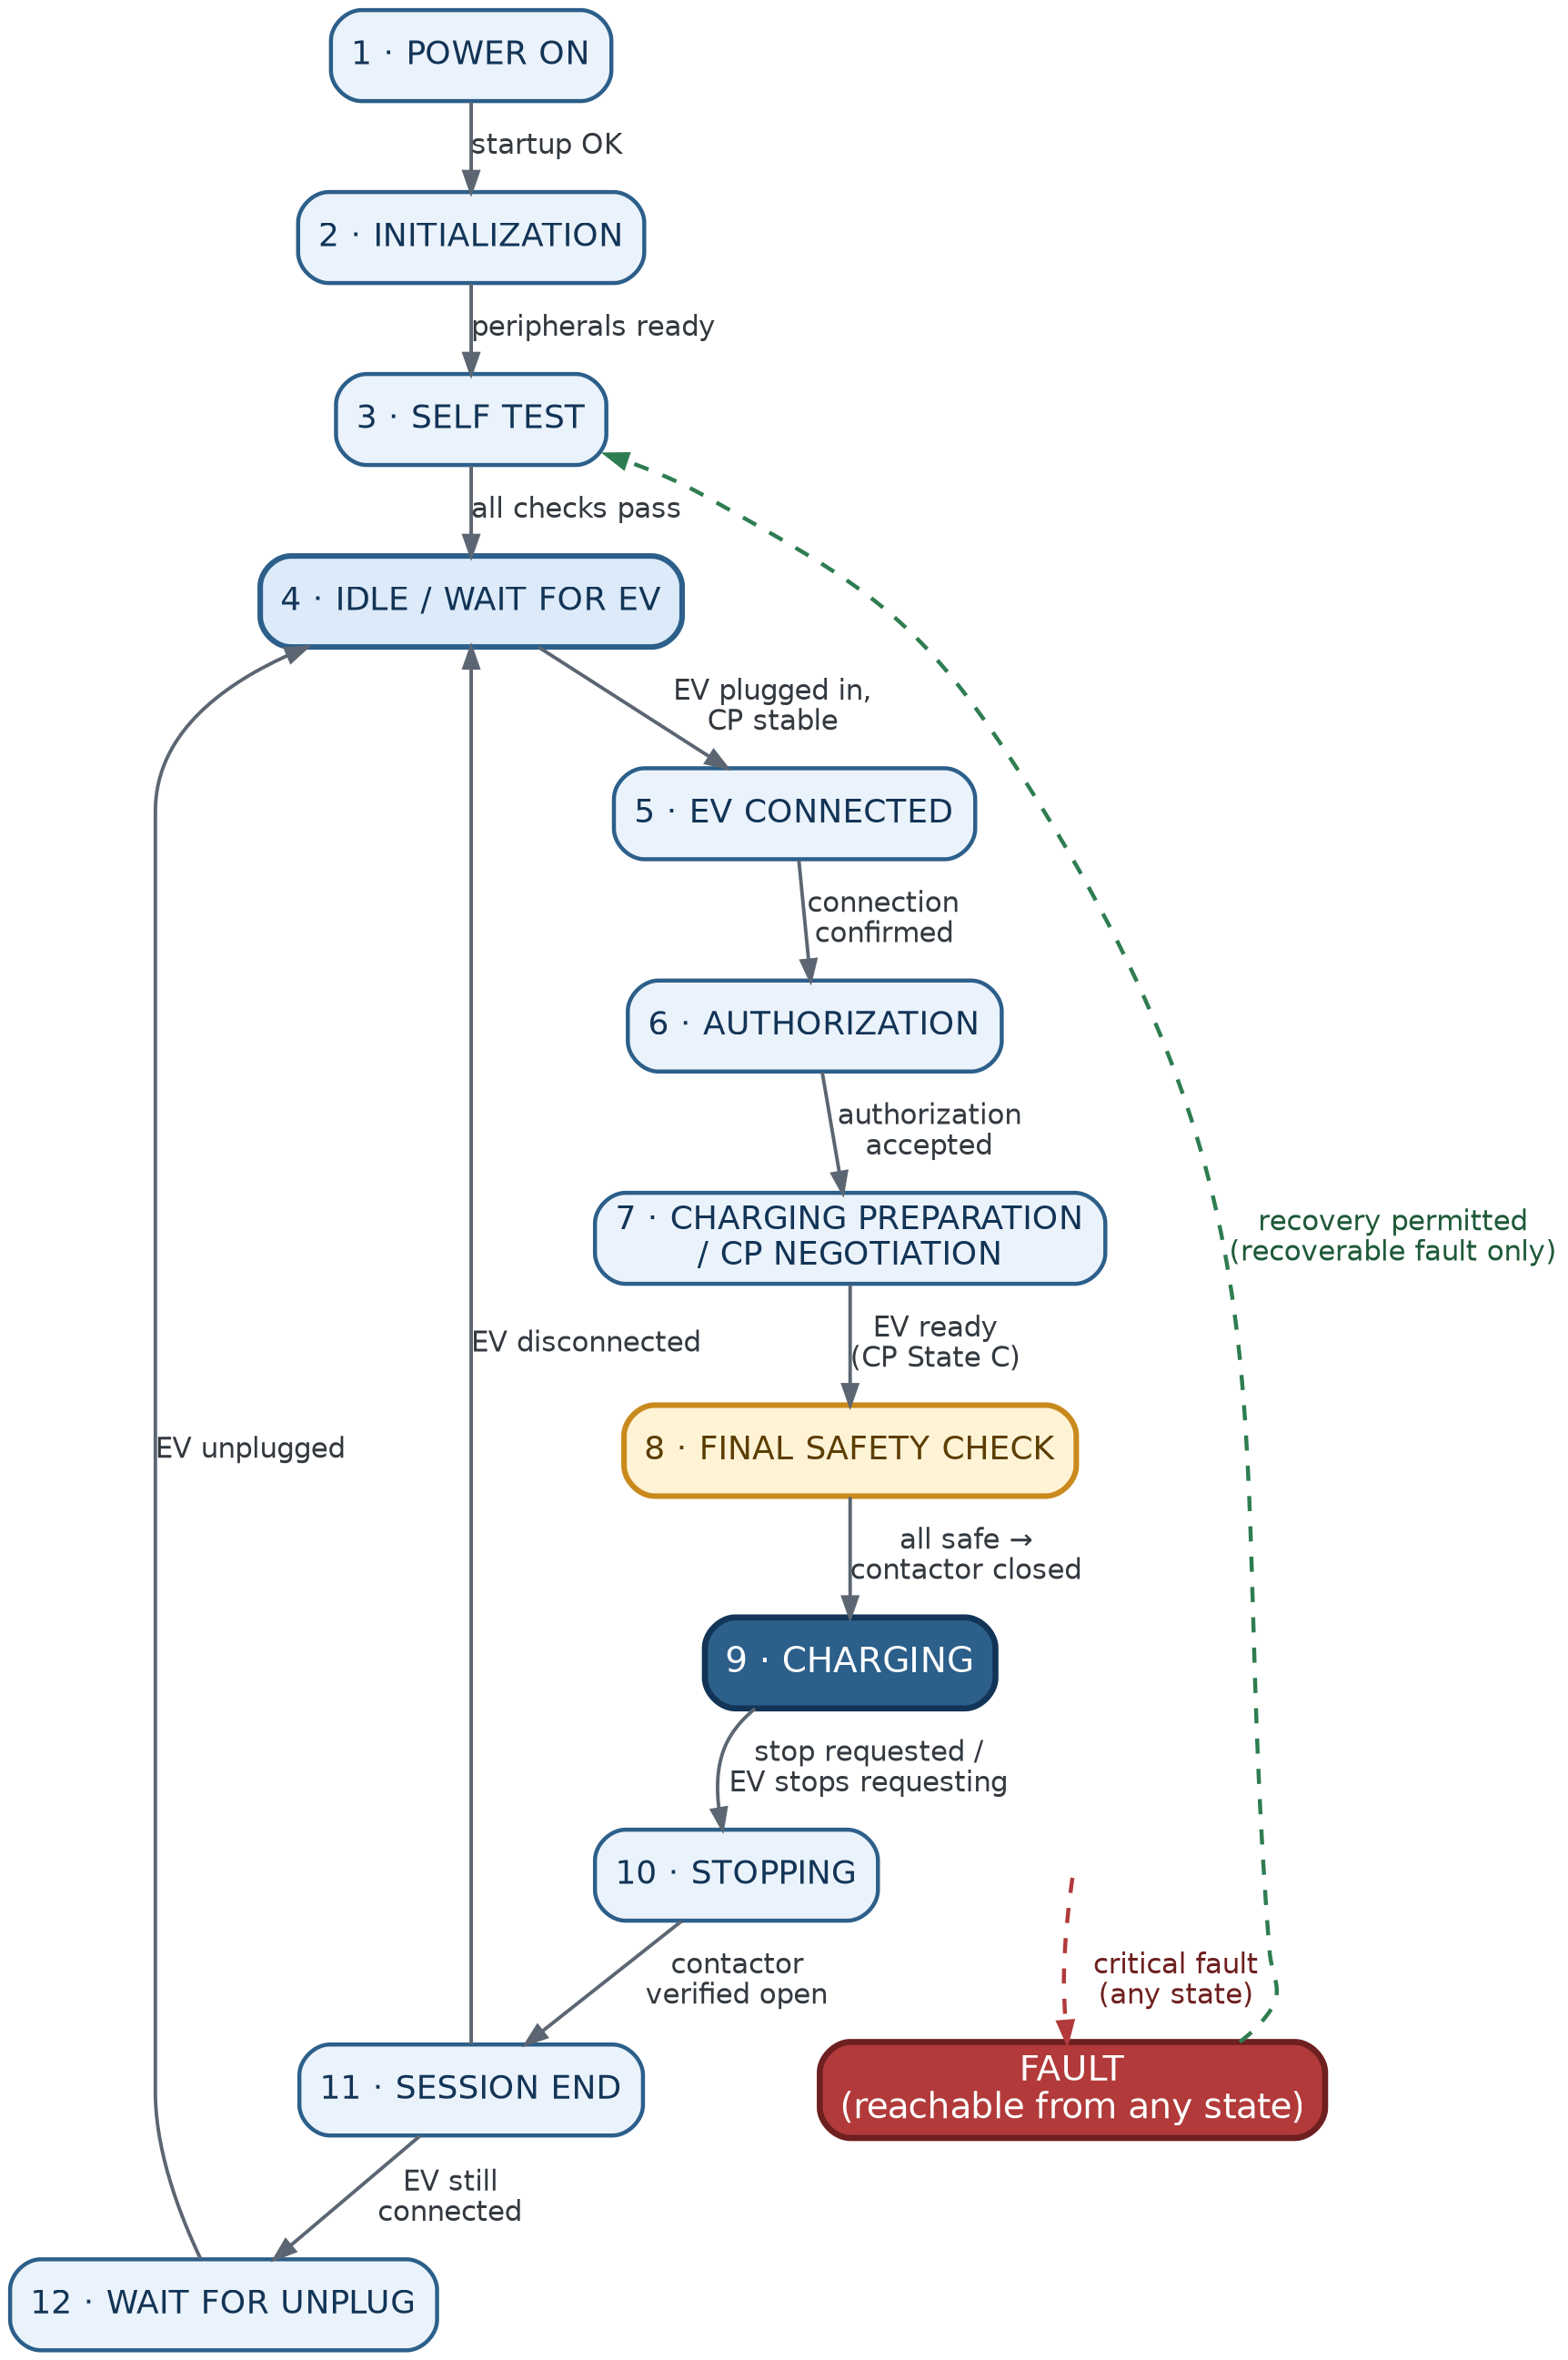 1 · POWER ON
startup OK
2 · INITIALIZATION
peripherals ready
3 · SELF TEST
all checks pass
4 · IDLE / WAIT FOR EV
EV plugged in,
CP stable
5 · EV CONNECTED
connection
confirmed
6 · AUTHORIZATION
authorization
accepted
7 · CHARGING PREPARATION
/ CP NEGOTIATION
recovery permitted
(recoverable fault only)
EV ready
(CP State C)
EV disconnected
8 · FINAL SAFETY CHECK
EV unplugged
all safe →
contactor closed
9 · CHARGING
stop requested /
EV stops requesting
10 · STOPPING
contactor
verified open
critical fault
(any state)
11 · SESSION END
FAULT
(reachable from any state)
EV still
connected
12 · WAIT FOR UNPLUG